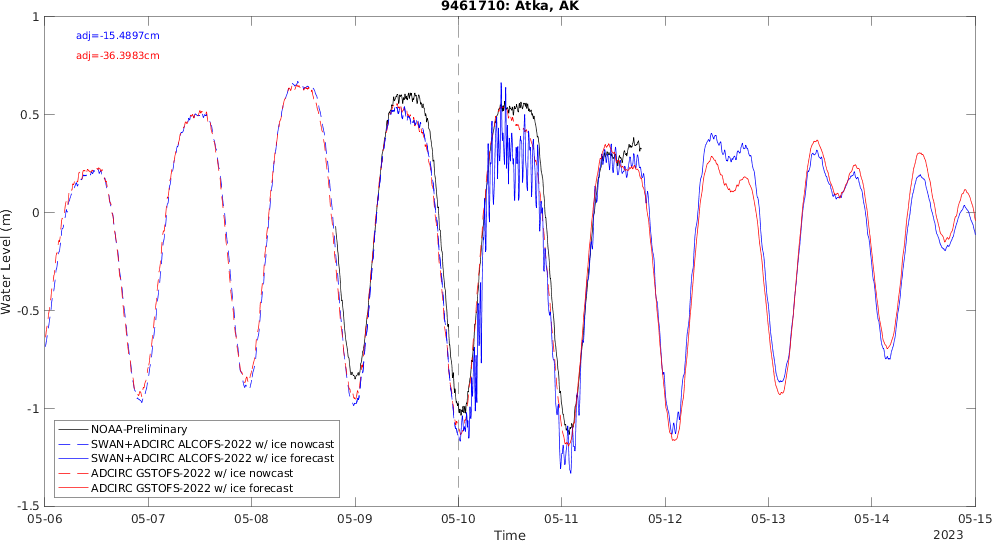 9461710: Atka, AK
adj=-15.4897cm
adj=-36.3983cm
Water Level (m)
1
0.5
0
-0.5
-1
-1.5
NOAA-Preliminary
SWAN+ADCIRC ALCOFS-2022 w/ ice nowcast
SWAN+ADCIRC ALCOFS-2022 w/ ice forecast
ADCIRC GSTOFS-2022 w/ ice nowcast
ADCIRC GSTOFS-2022 w/ ice forecast
05-06 05-07 05-08 05-09 05-10 05-11 05-12 05-13 05-14 05-15
Time
2023